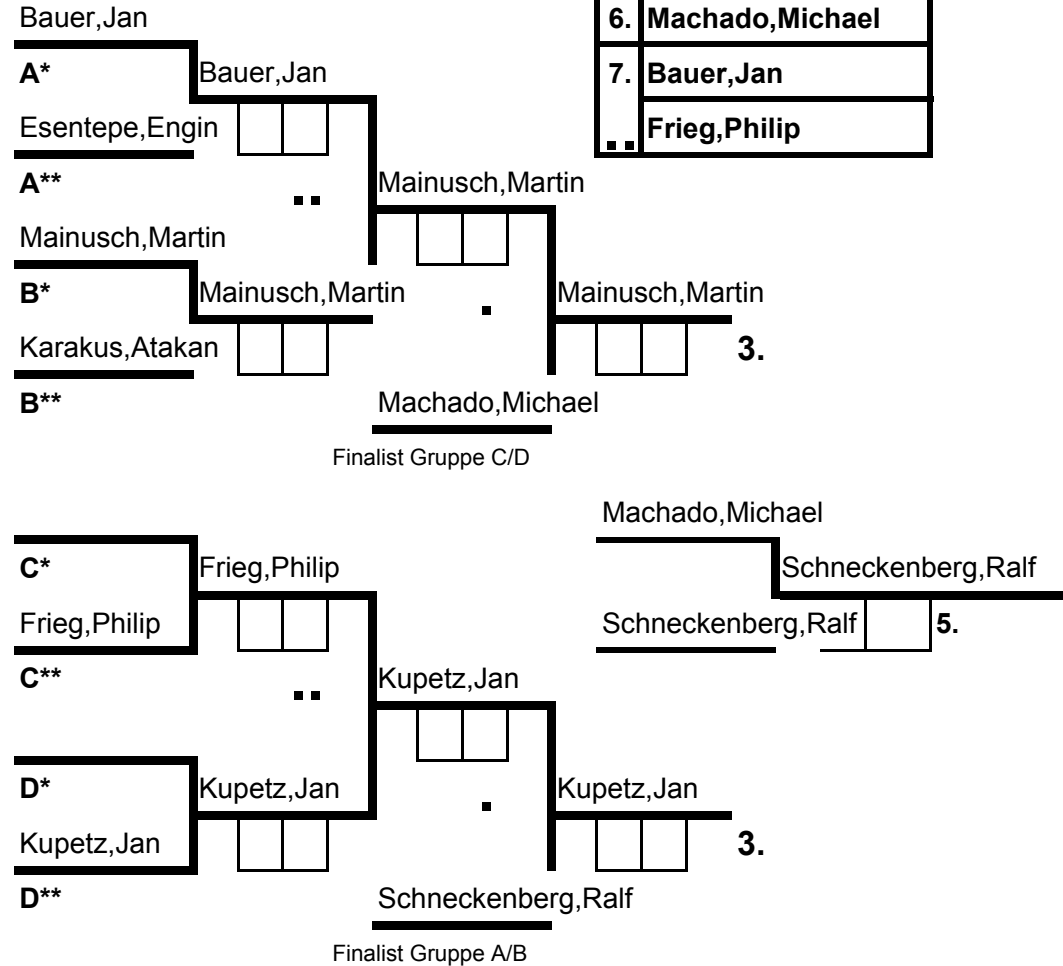 Bauer,Jan
6. Machado,Michael
A* Bauer,Jan
7. Bauer,Jan
Esentepe,Engin
.. Frieg,Philip
A**
..
Mainusch,Martin
Mainusch,Martin
B* Mainusch,Martin
.
Mainusch,Martin
Karakus,Atakan
3.
B**
Machado,Michael
Finalist Gruppe C/D
Machado,Michael
C* Frieg,Philip
Schneckenberg,Ralf
Frieg,Philip
Schneckenberg,Ralf
5.
C**
..
Kupetz,Jan
D* Kupetz,Jan
.
Kupetz,Jan
Kupetz,Jan
3.
D**
Schneckenberg,Ralf
Finalist Gruppe A/B